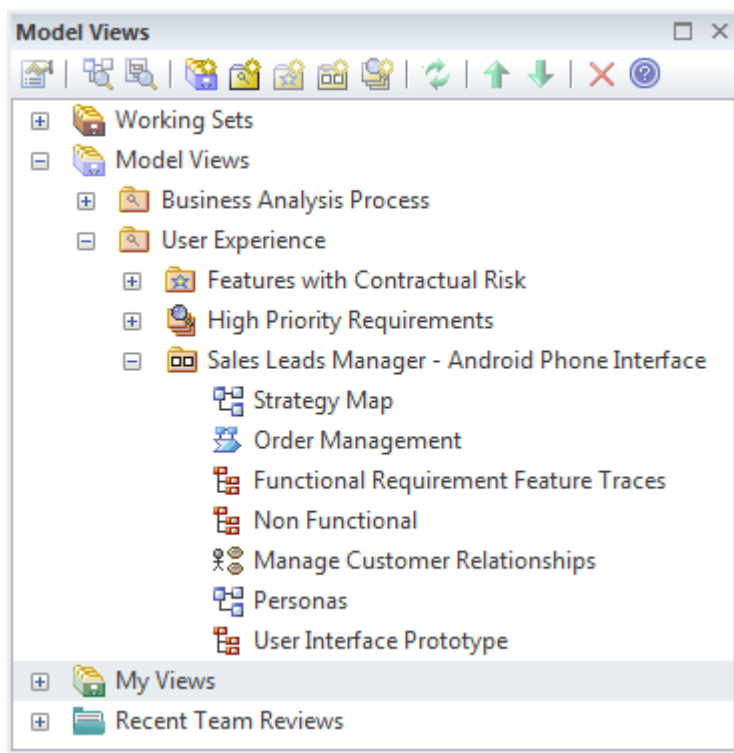 Model Views
Working Sets
Model Views
Business Analysis Process
User Experience
Features with Contractual Risk
High Priority Requirements
Sales Leads Manager - Android Phone Interface
Strategy Map
Order Management
Functional Requirement Feature Traces
Non Functional
Manage Customer Relationships
Personas
User Interface Prototype
My Views
Recent Team Reviews